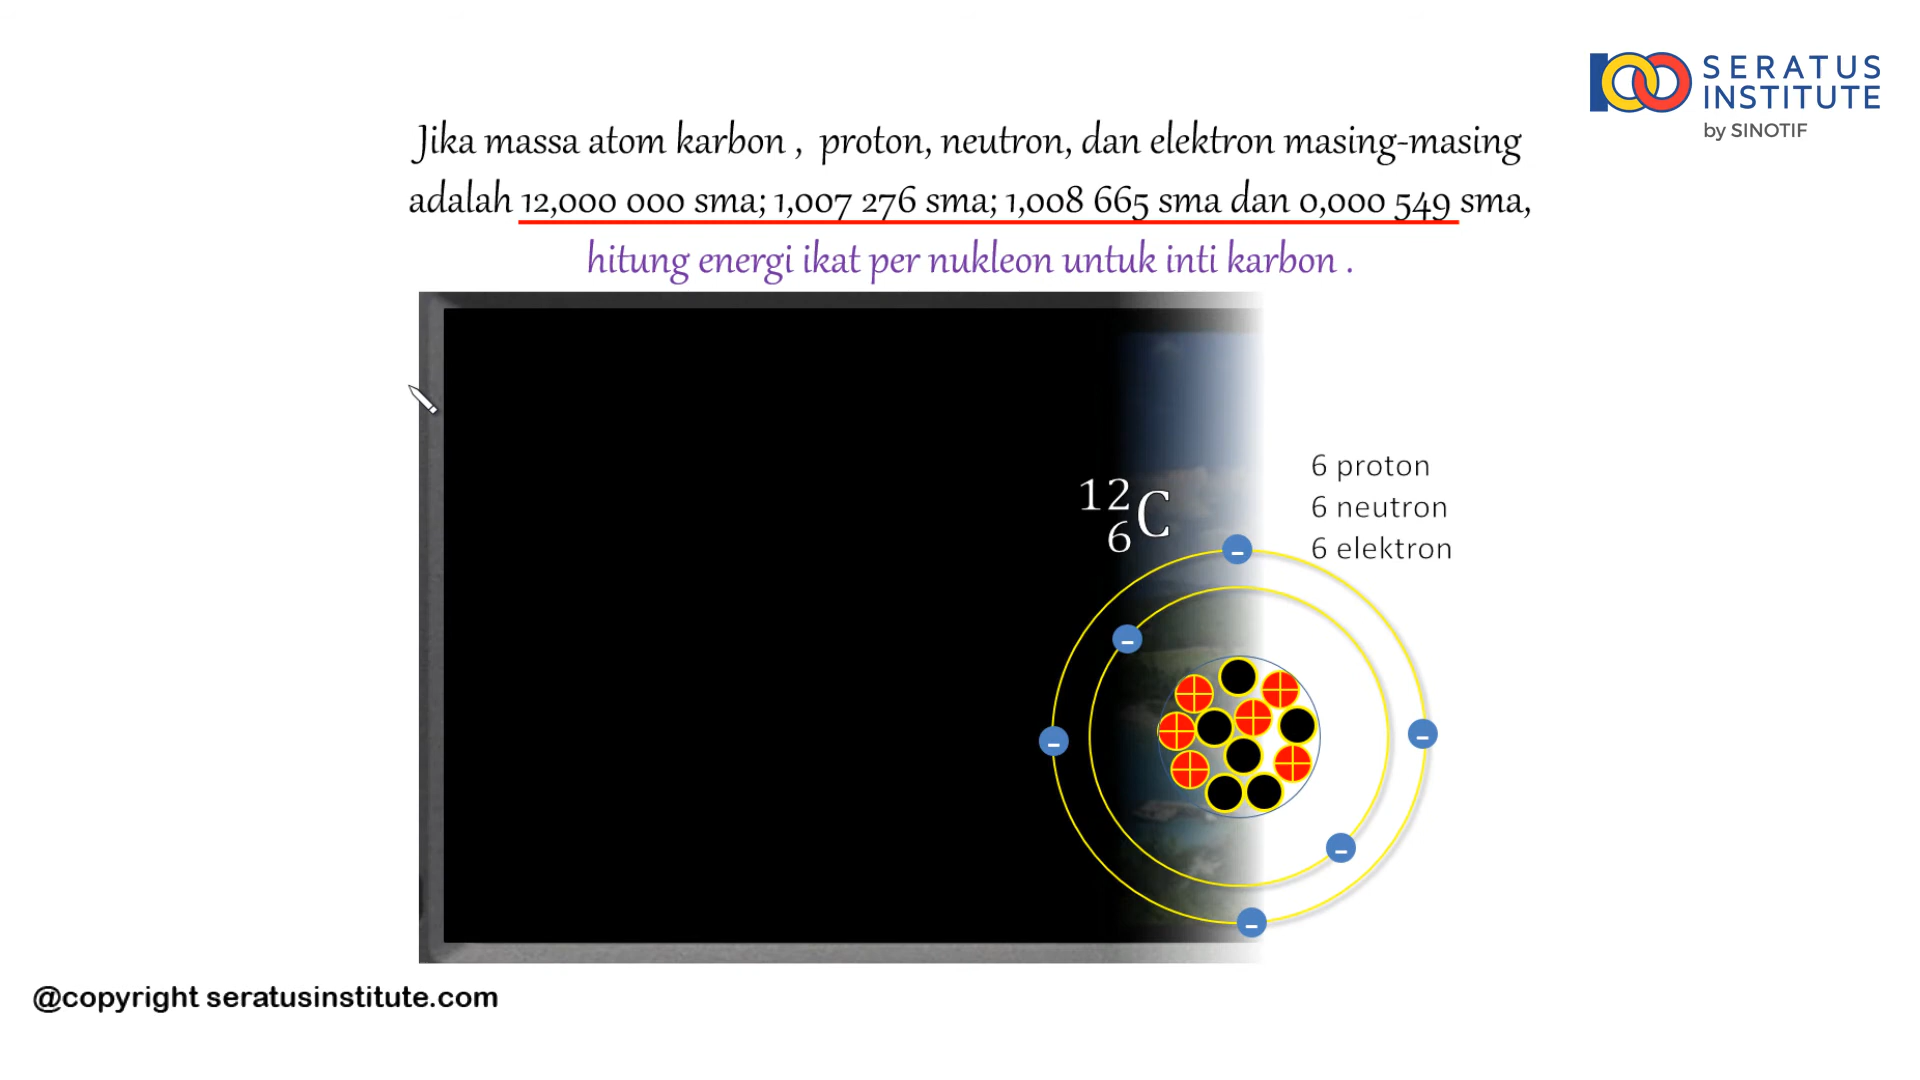 SERATUS
INSTITUTE
by SINOTIF
Jika massa atom karbon , proton, neutron, dan elektron masing-masing
adalah 12,000 000 sma; 1,007 276 sma; 1,008 665 sma dan 0,000 549 sma,
hitung energi ikat per nukleon untuk inti karbon .
12
6 C
6 proton
6 neutron
6 elektron
@copyright seratusinstitute.com